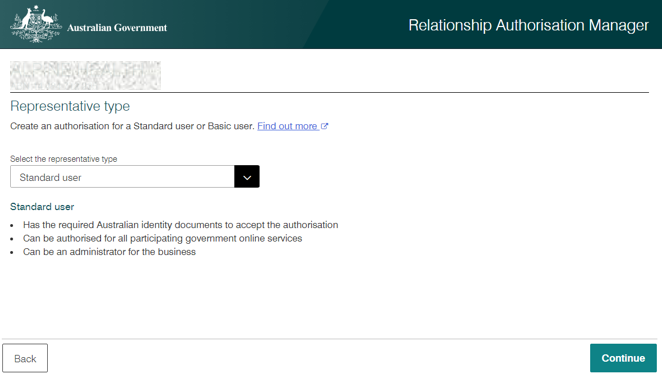 Australian Government
Relationship Authorisation Manager
Representative type
Create an authorisation for a Standard user or Basic user. Find out more
Select the representative type
Standard user
Standard user
• Has the required Australian identity documents to accept the authorisation
• Can be authorised for all participating government online services
• Can be an administrator for the business
Back
Continue